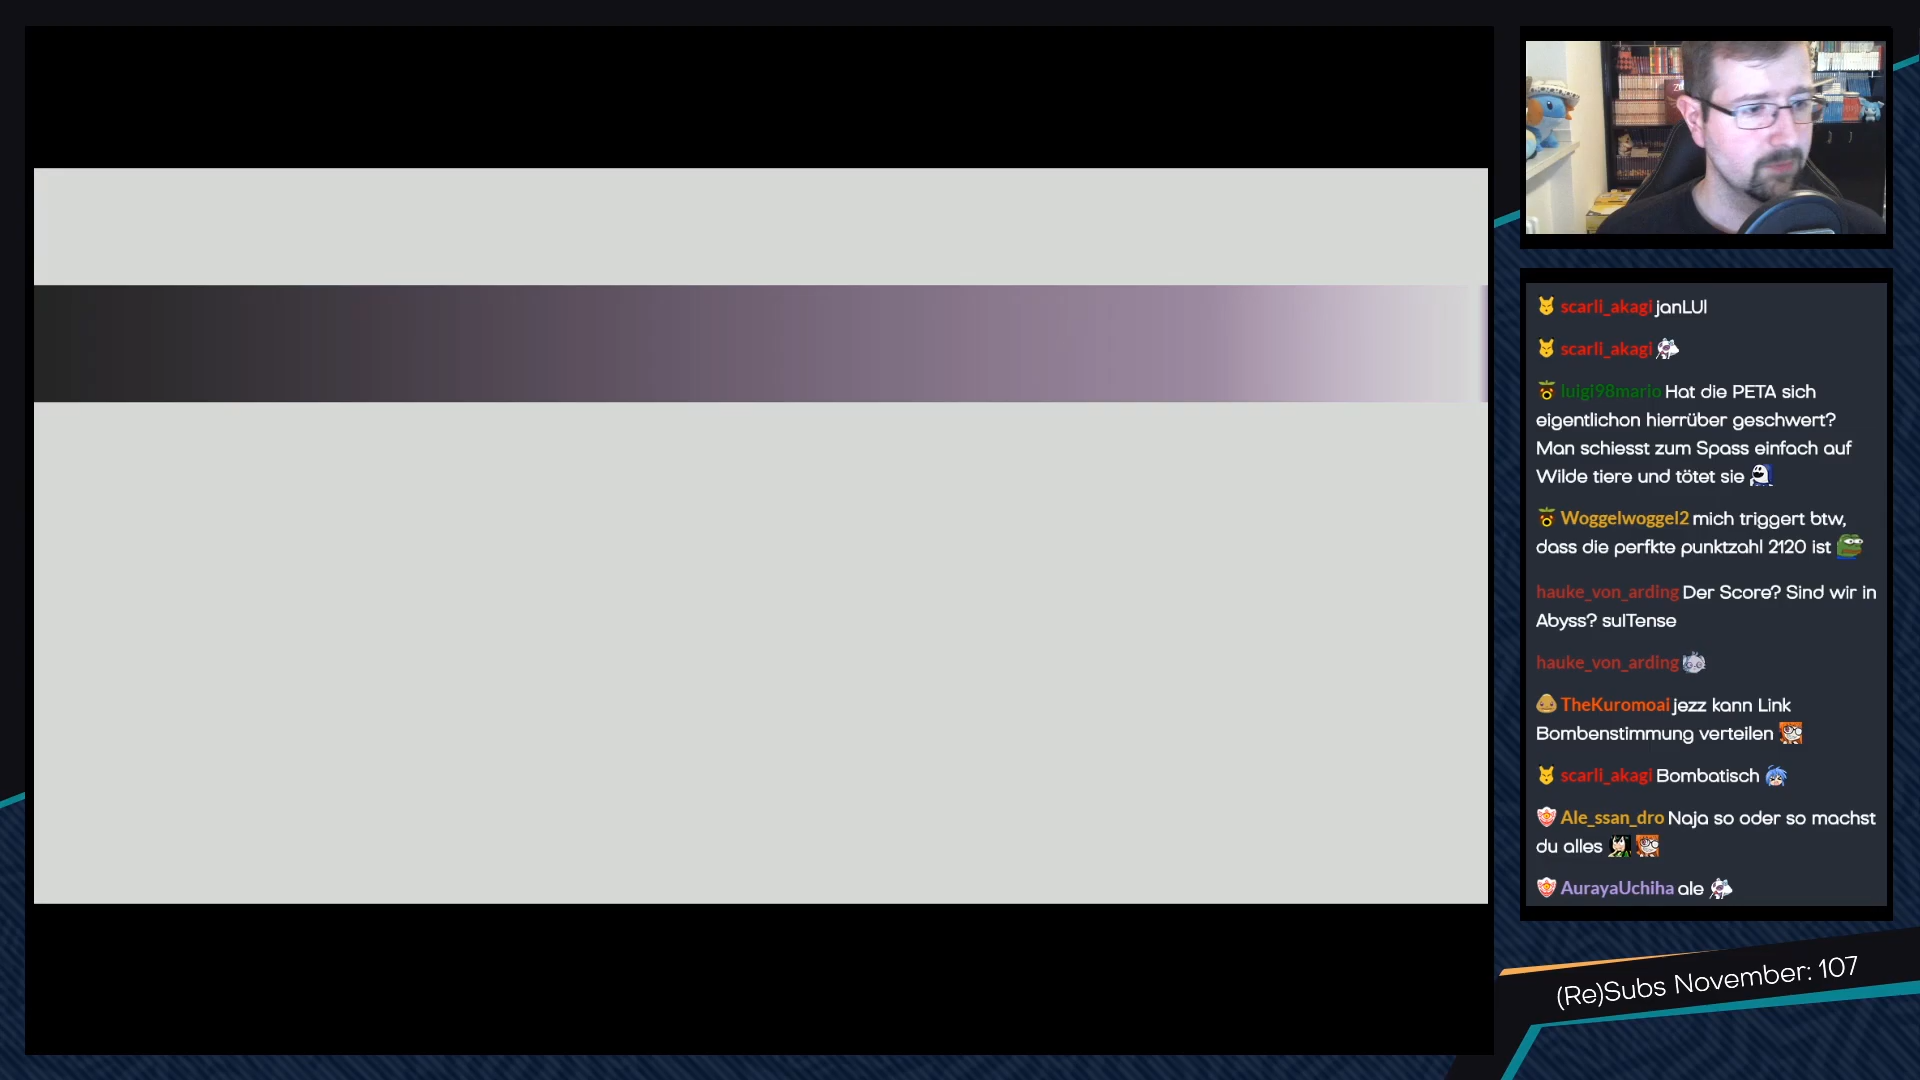 scarli_akagi janLUl
scarli_akagi
luigi98mario Hat die PETA sich
eigentlichon hierrüber geschwert?
Man schiesst zum Spass einfach auf
Wilde tiere und tötet sie
Woggelwoggel2 mich triggert btw,
dass die perfkte punktzahl 2120 ist
hauke_von_arding Der Score? Sind wir in
Abyss? sulTense
hauke_von_arding
TheKuromoai jezz kann Link
Bombenstimmung verteilen
scarli_akagi Bombatisch
Ale_ssan_dro Naja so oder so machst
du alles
AurayaUchiha ale
(Re)Subs November: 107